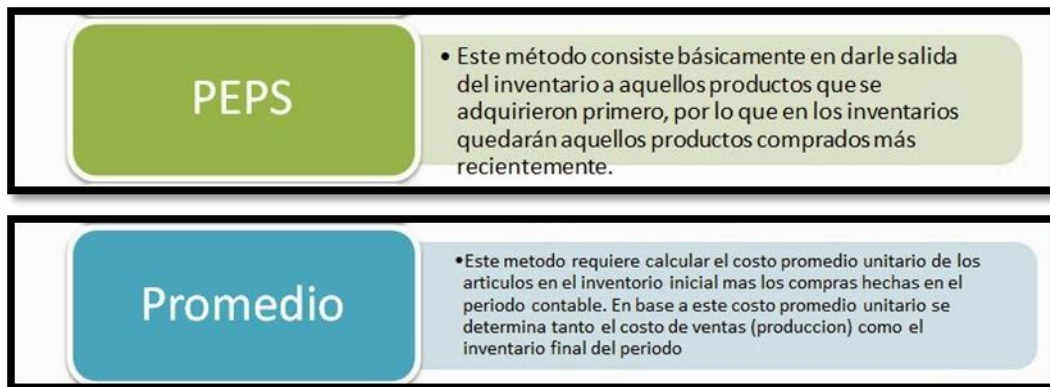 PEPS
• Este método consiste básicamente en darle salida
del inventario a aquellos productos que se
adquirieron primero, por lo que en los inventarios
quedarán aquellos productos comprados más
recientemente.
Promedio
•Este metodo requiere calcular el costo promedio unitario de los
articulos en el inventorio inicial mas los compras hechas en el
periodo contable. En base a este costo promedio unitario se
determina tanto el costo de ventas (produccion) como el
inventario final del periodo